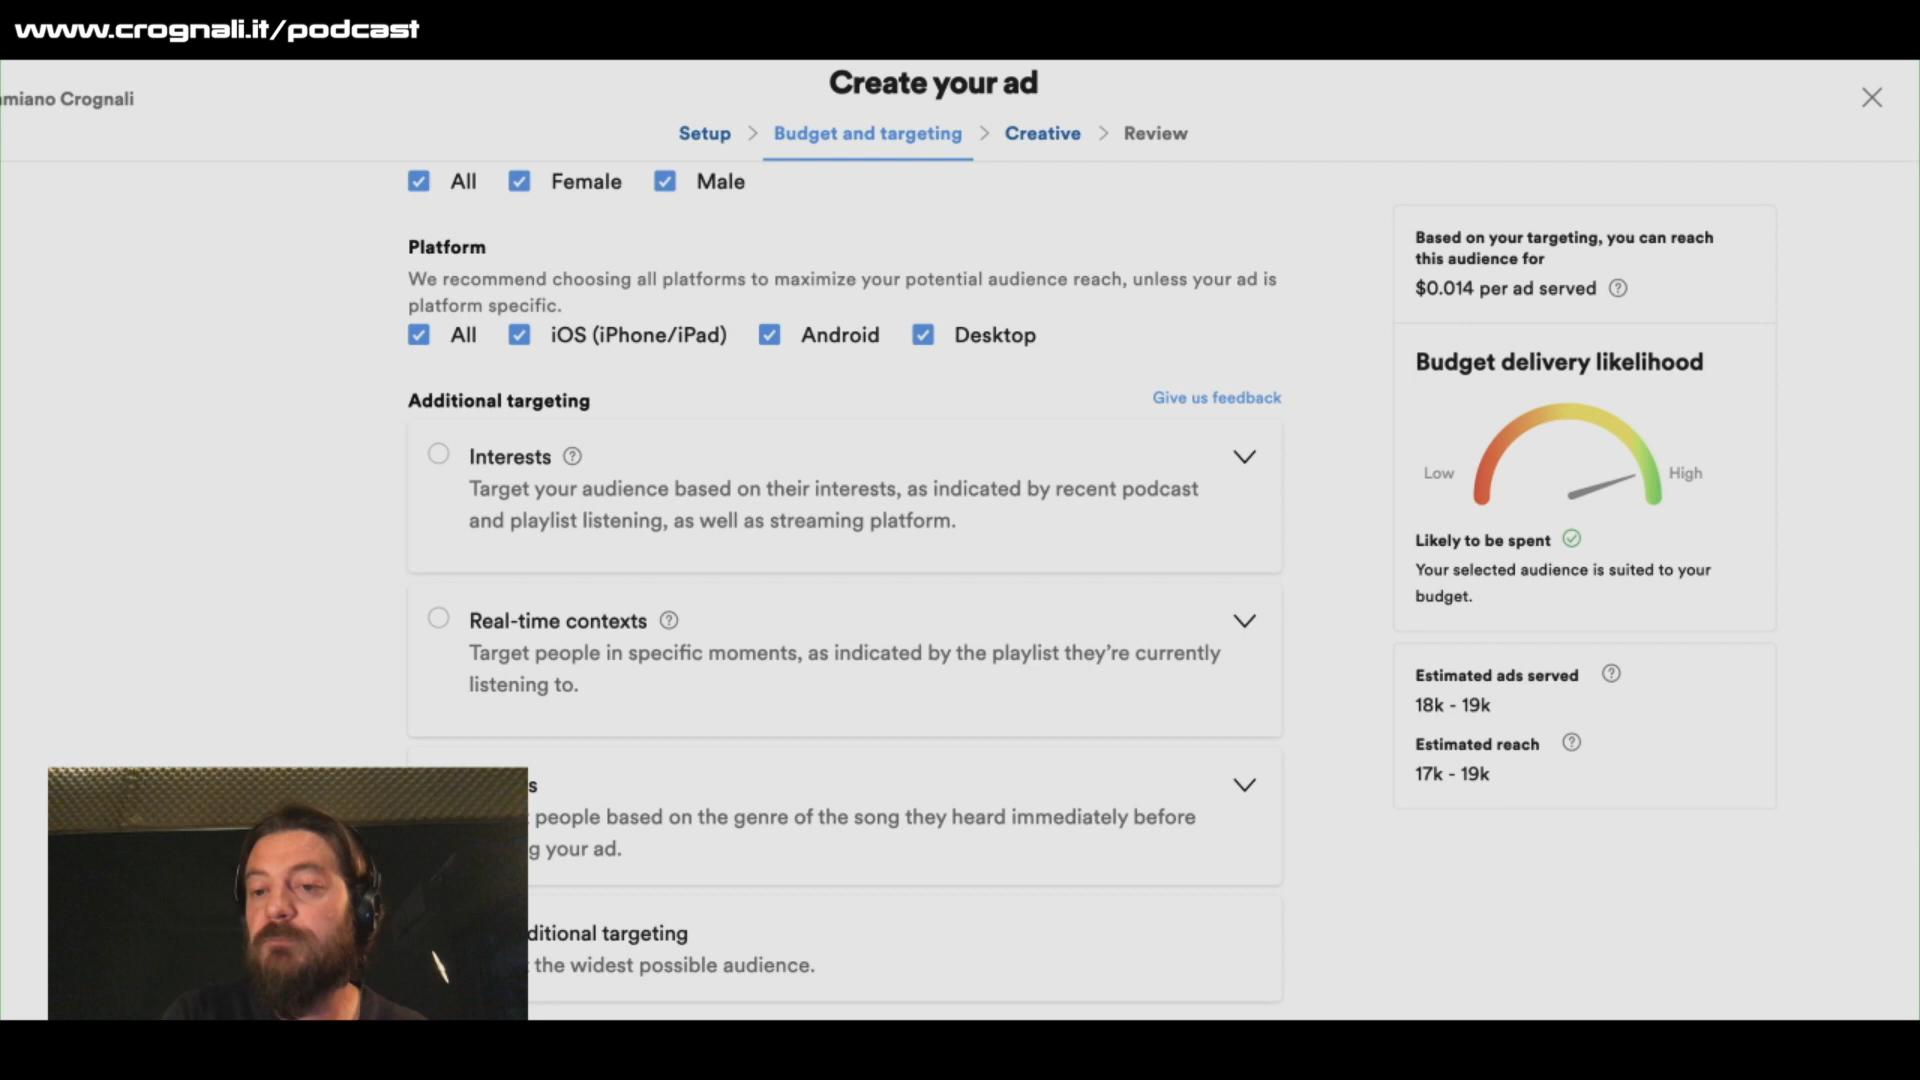 www.crognali.it/podcast
Create your ad
miano Crognali
Setup > Budget and targeting > Creative > Review
All Female Male
Platform
We recommend choosing all platforms to maximize your potential audience reach, unless your ad is
platform specific.
All iOS (iPhone/iPad) Android Desktop
Additional targeting
Give us feedback
Interests ?
Target your audience based on their interests, as indicated by recent podcast
and playlist listening, as well as streaming platform.
Real-time contexts ?
Target people in specific moments, as indicated by the playlist they’re currently
listening to.
s
people based on the genre of the song they heard immediately before
g your ad.
ditional targeting
the widest possible audience.
Based on your targeting, you can reach
this audience for
$0.014 per ad served ?
Budget delivery likelihood
Low High
Likely to be spent
Your selected audience is suited to your
budget.
Estimated ads served ?
18k - 19k
Estimated reach ?
17k - 19k